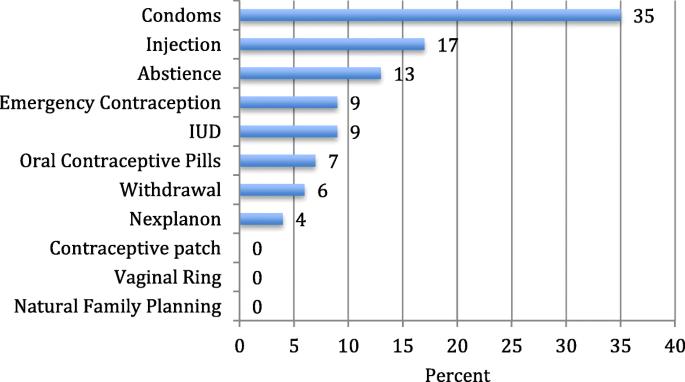 Condoms 35
Injection 17
Abstience 13
Emergency Contraception 9
IUD 9
Oral Contraceptive Pills 7
Withdrawal 6
Nexplanon 4
Contraceptive patch 0
Vaginal Ring 0
Natural Family Planning 0
0 5 10 15 20 25 30 35 40
Percent